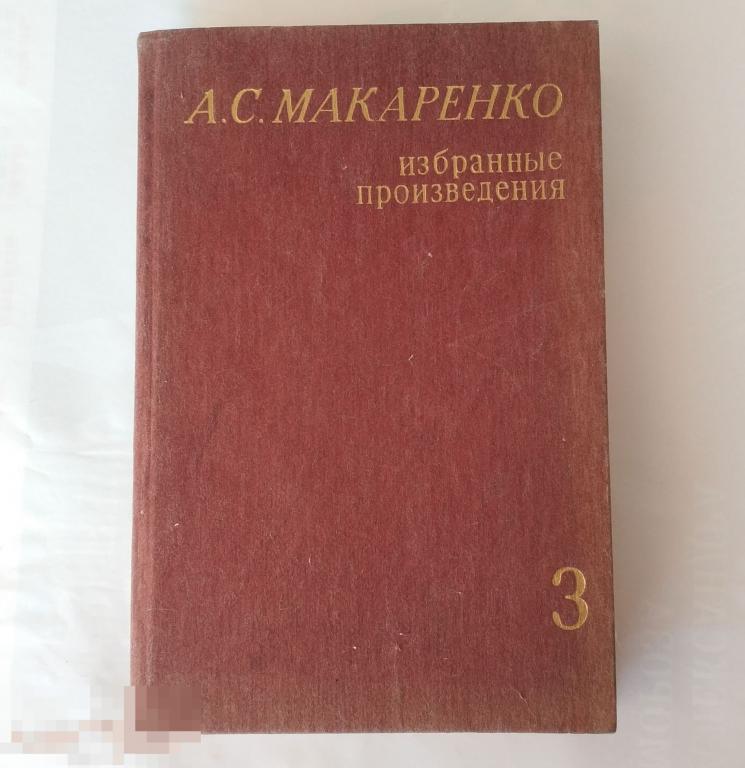 А.С. МАКАРЕНКО
избранные
произведения
3